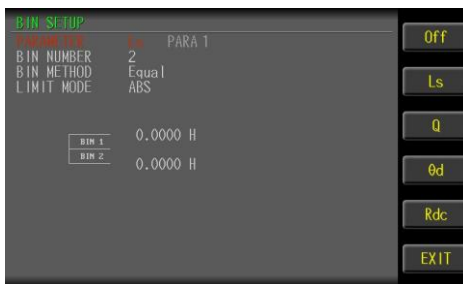 BIN SETUP
PARAMETER Ls PARA 1
BIN NUMBER 2
BIN METHOD Equal
LIMIT MODE ABS
BIN 1 0.0000 H
BIN 2 0.0000 H
Off
Ls
Q
θd
Rdc
EXIT